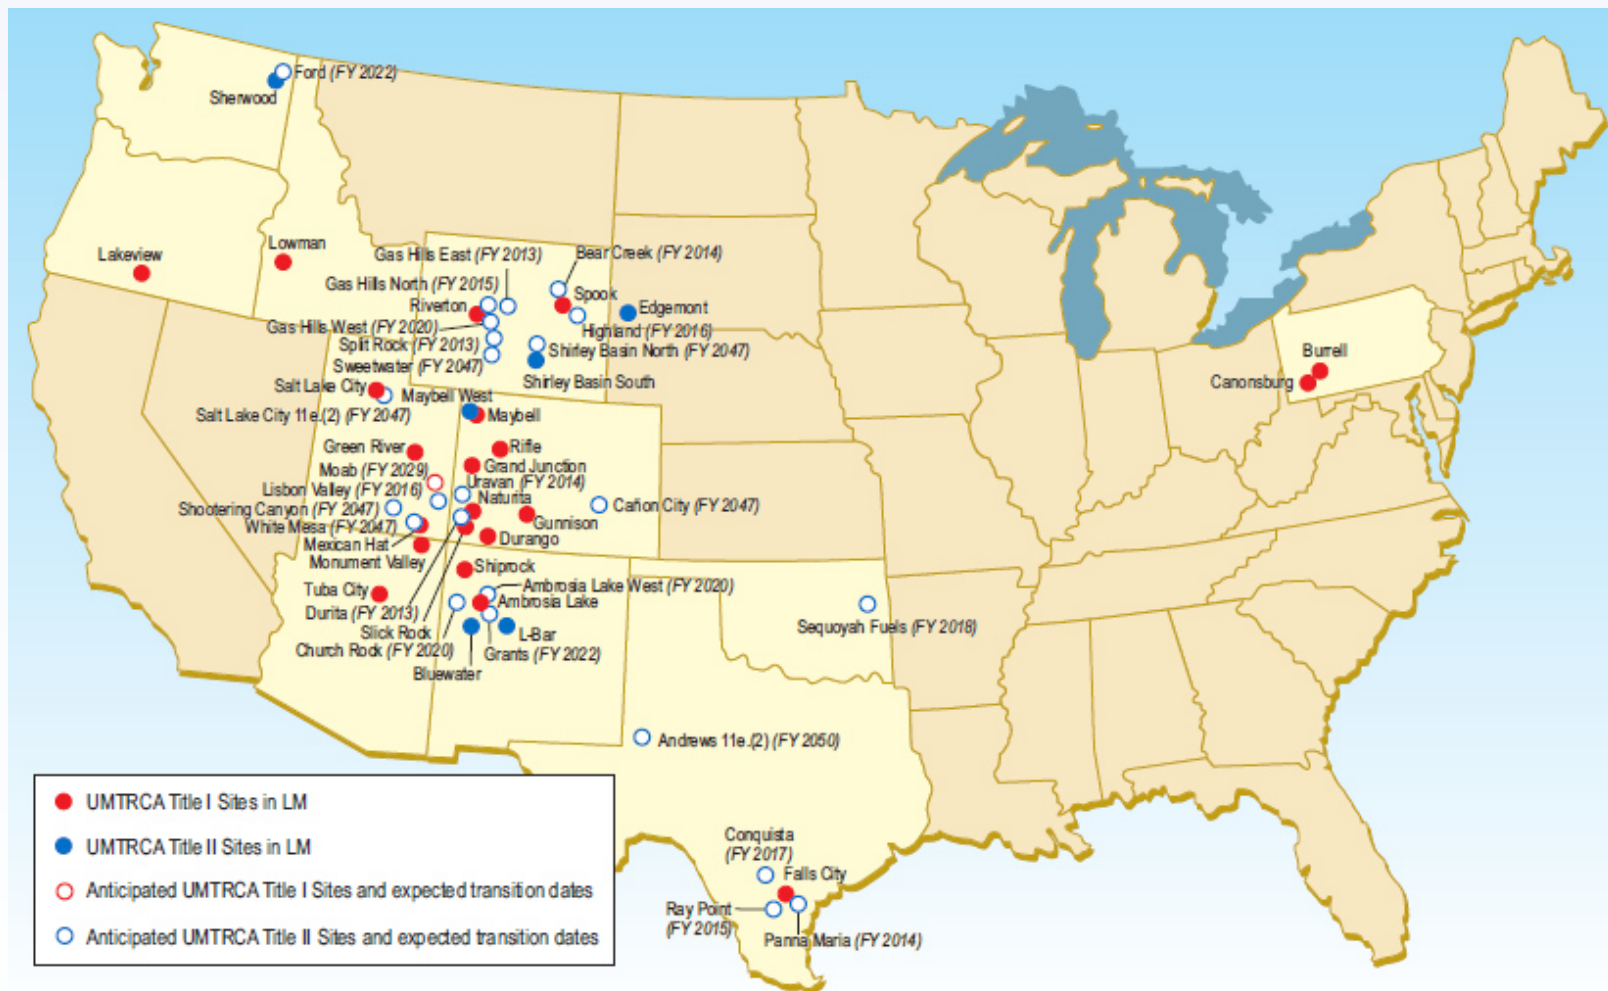 Ford (FY 2022)
Sherwood
Lakeview
Lowman
Gas Hills East (FY 2013)
Bear Creek (FY 2014)
Gas Hills North (FY 2015)
Spook
Riverton
Edgemont
Gas Hills West (FY 2020)
Highland (FY 2016)
Split Rock (FY 2013)
Shirley Basin North (FY 2047)
Sweetwater (FY 2047)
Shirley Basin South
Burrell
Canonsburg
Salt Lake City
Maybell West
Salt Lake City 11e.(2) (FY 2047)
Maybell
Green River
Rifle
Moab (FY 2029)
Grand Junction
Lisbon Valley (FY 2016)
Uravan (FY 2014)
Shootering Canyon (FY 2047)
Naturita
Cañon City (FY 2047)
White Mesa (FY 2047)
Gunnison
Mexican Hat
Durango
Monument Valley
Shiprock
Tuba City
Ambrosia Lake West (FY 2020)
Ambrosia Lake
Durita (FY 2013)
Slick Rock
L-Bar
Sequoyah Fuels (FY 2018)
Church Rock (FY 2020)
Grants (FY 2022)
Bluewater
Andrews 11e.(2) (FY 2050)
UMTRCA Title I Sites in LM
UMTRCA Title II Sites in LM
Anticipated UMTRCA Title I Sites and expected transition dates
Anticipated UMTRCA Title II Sites and expected transition dates
Conquista
(FY 2017)
Falls City
Ray Point
(FY 2015)
Panna Maria (FY 2014)